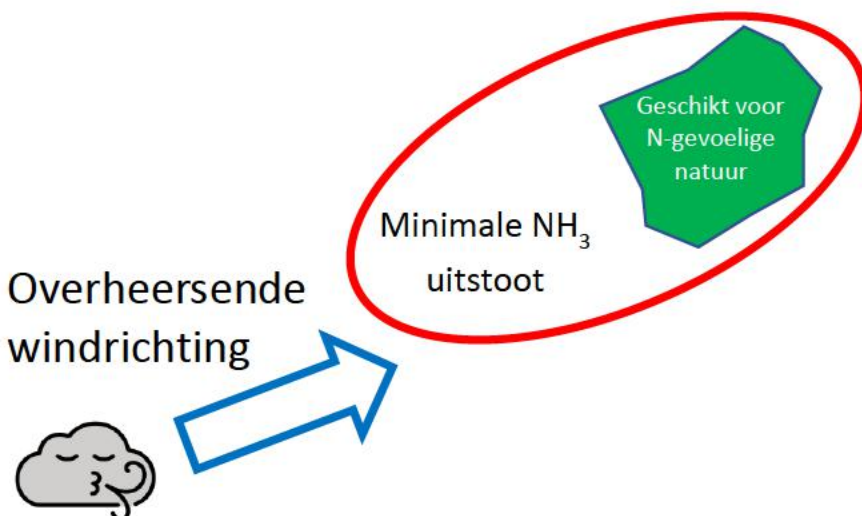 Geschikt voor
N-gevoelige
natuur
Minimale NH₃
uitstoot
Overheersende
windrichting